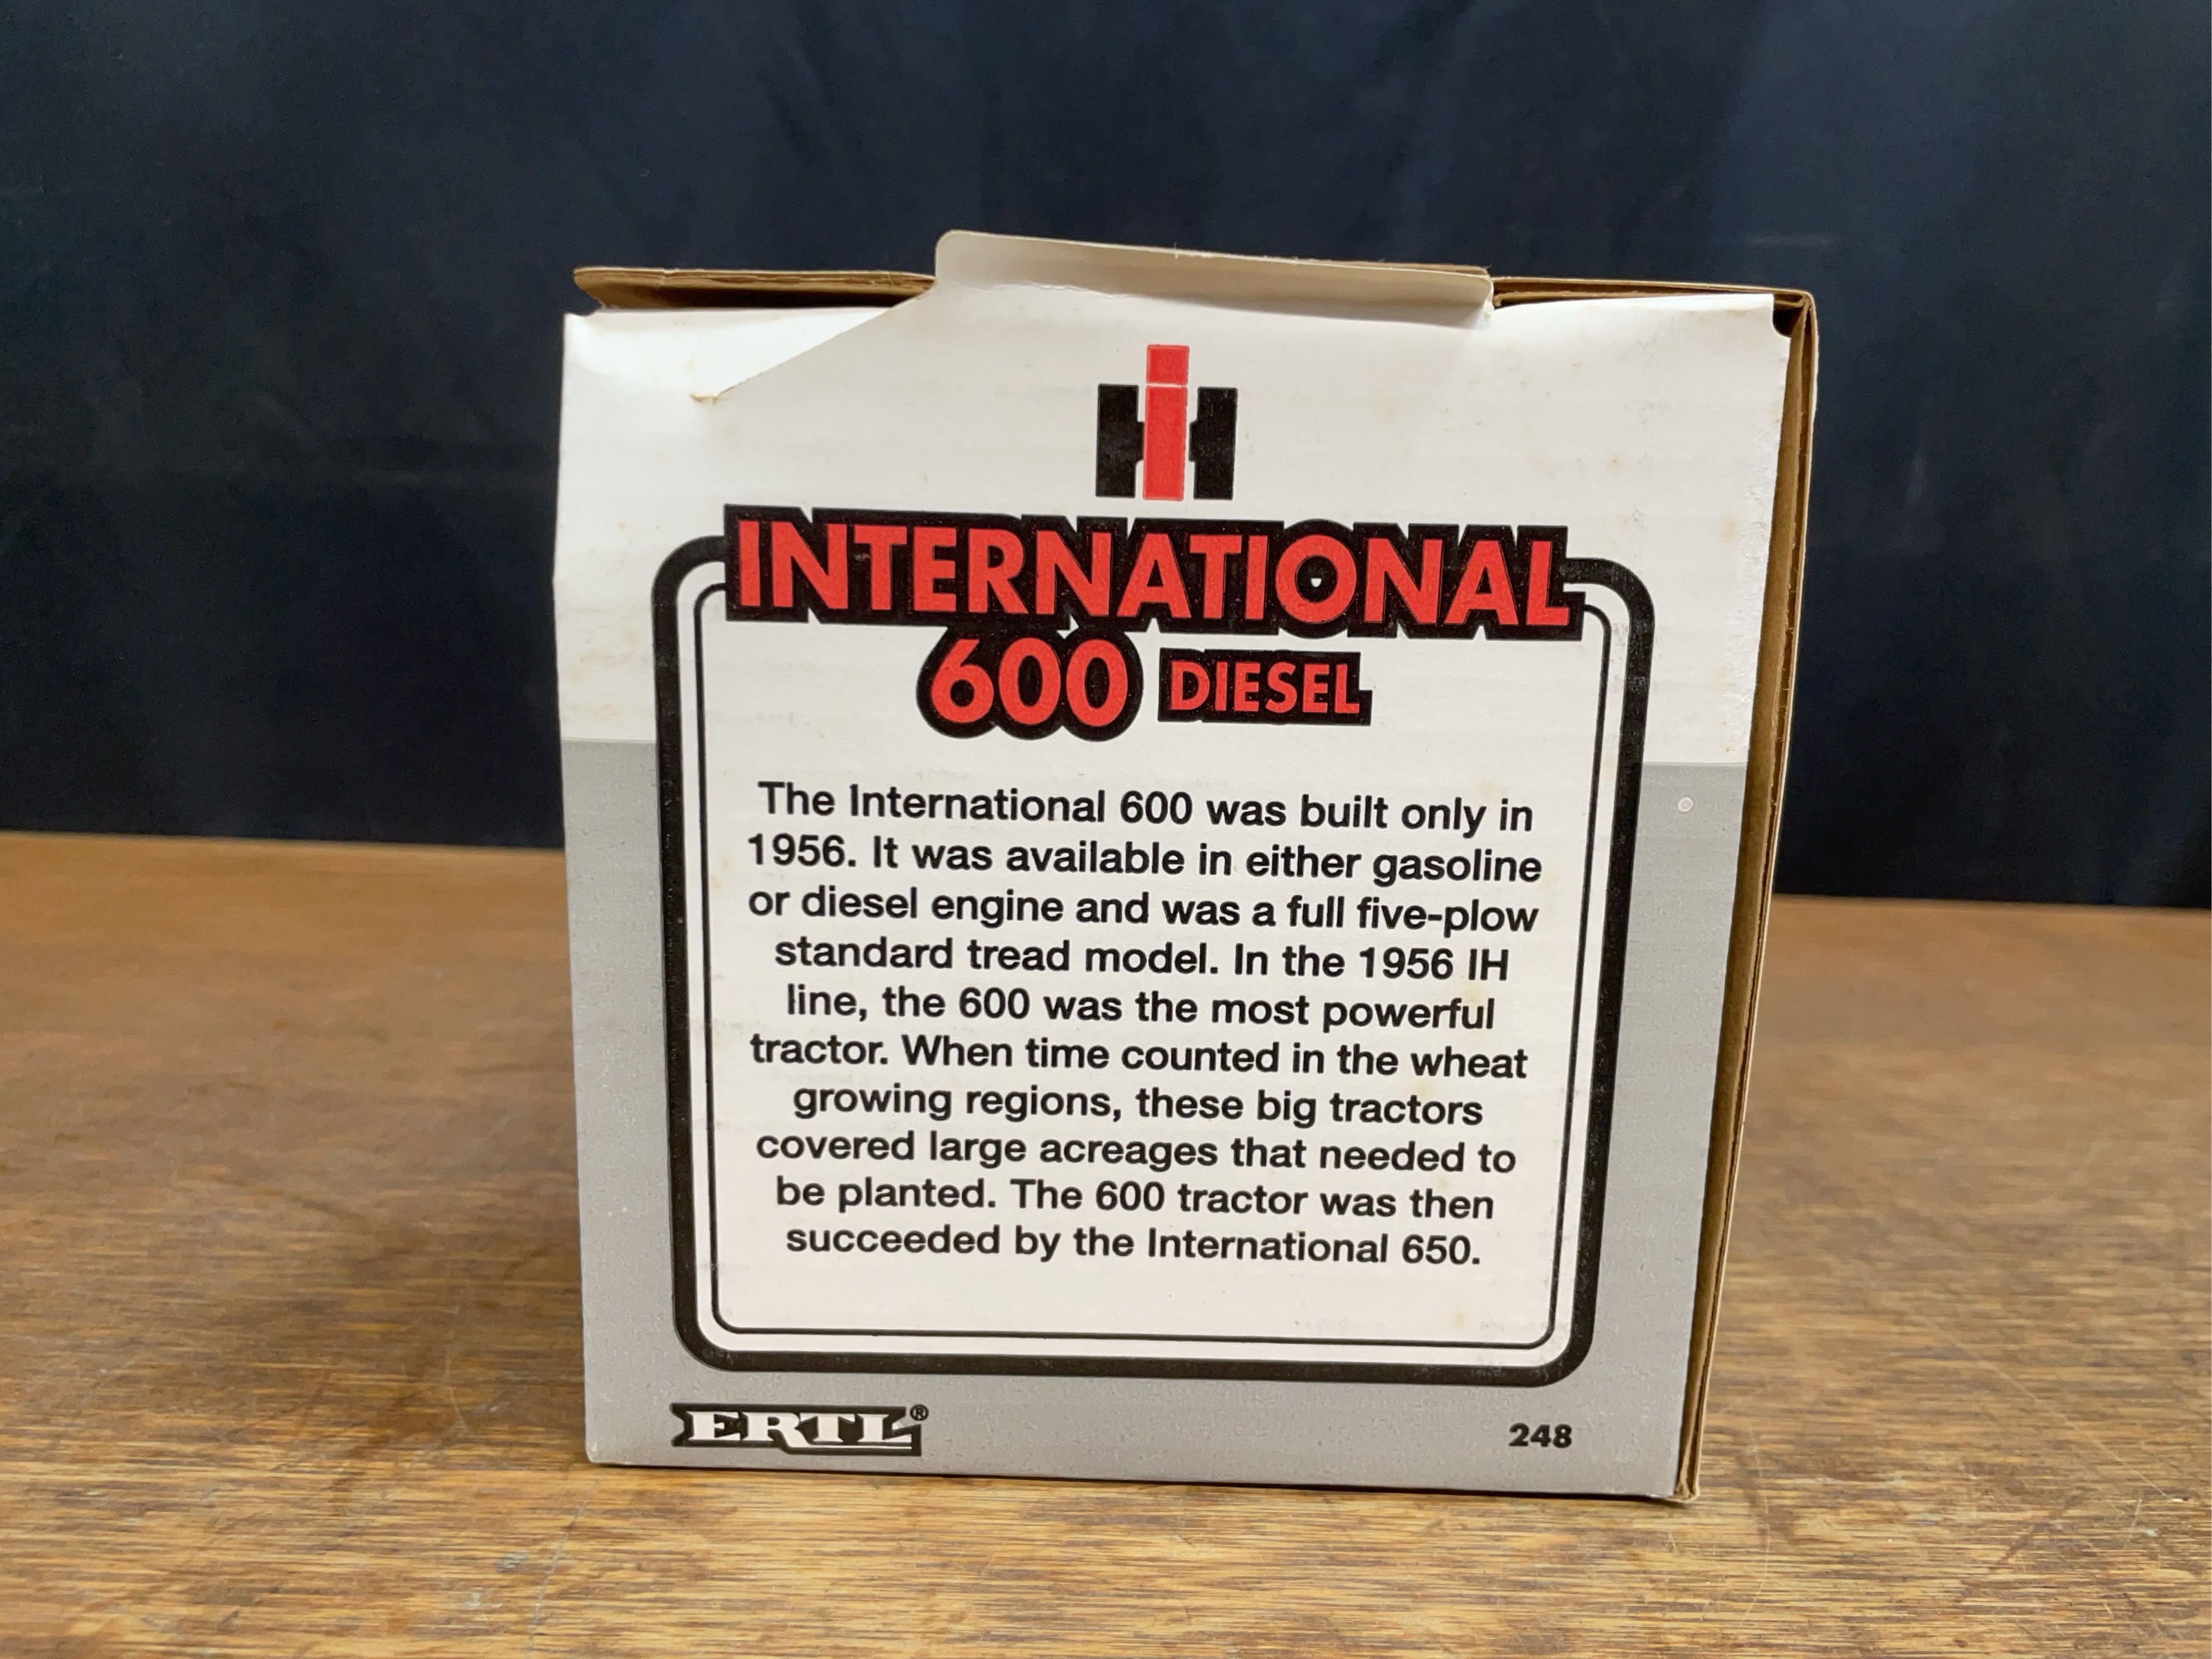 IH
INTERNATIONAL
600 DIESEL
The International 600 was built only in
1956. It was available in either gasoline
or diesel engine and was a full five-plow
standard tread model. In the 1956 IH
line, the 600 was the most powerful
tractor. When time counted in the wheat
growing regions, these big tractors
covered large acreages that needed to
be planted. The 600 tractor was then
succeeded by the International 650.
ERTL®
248